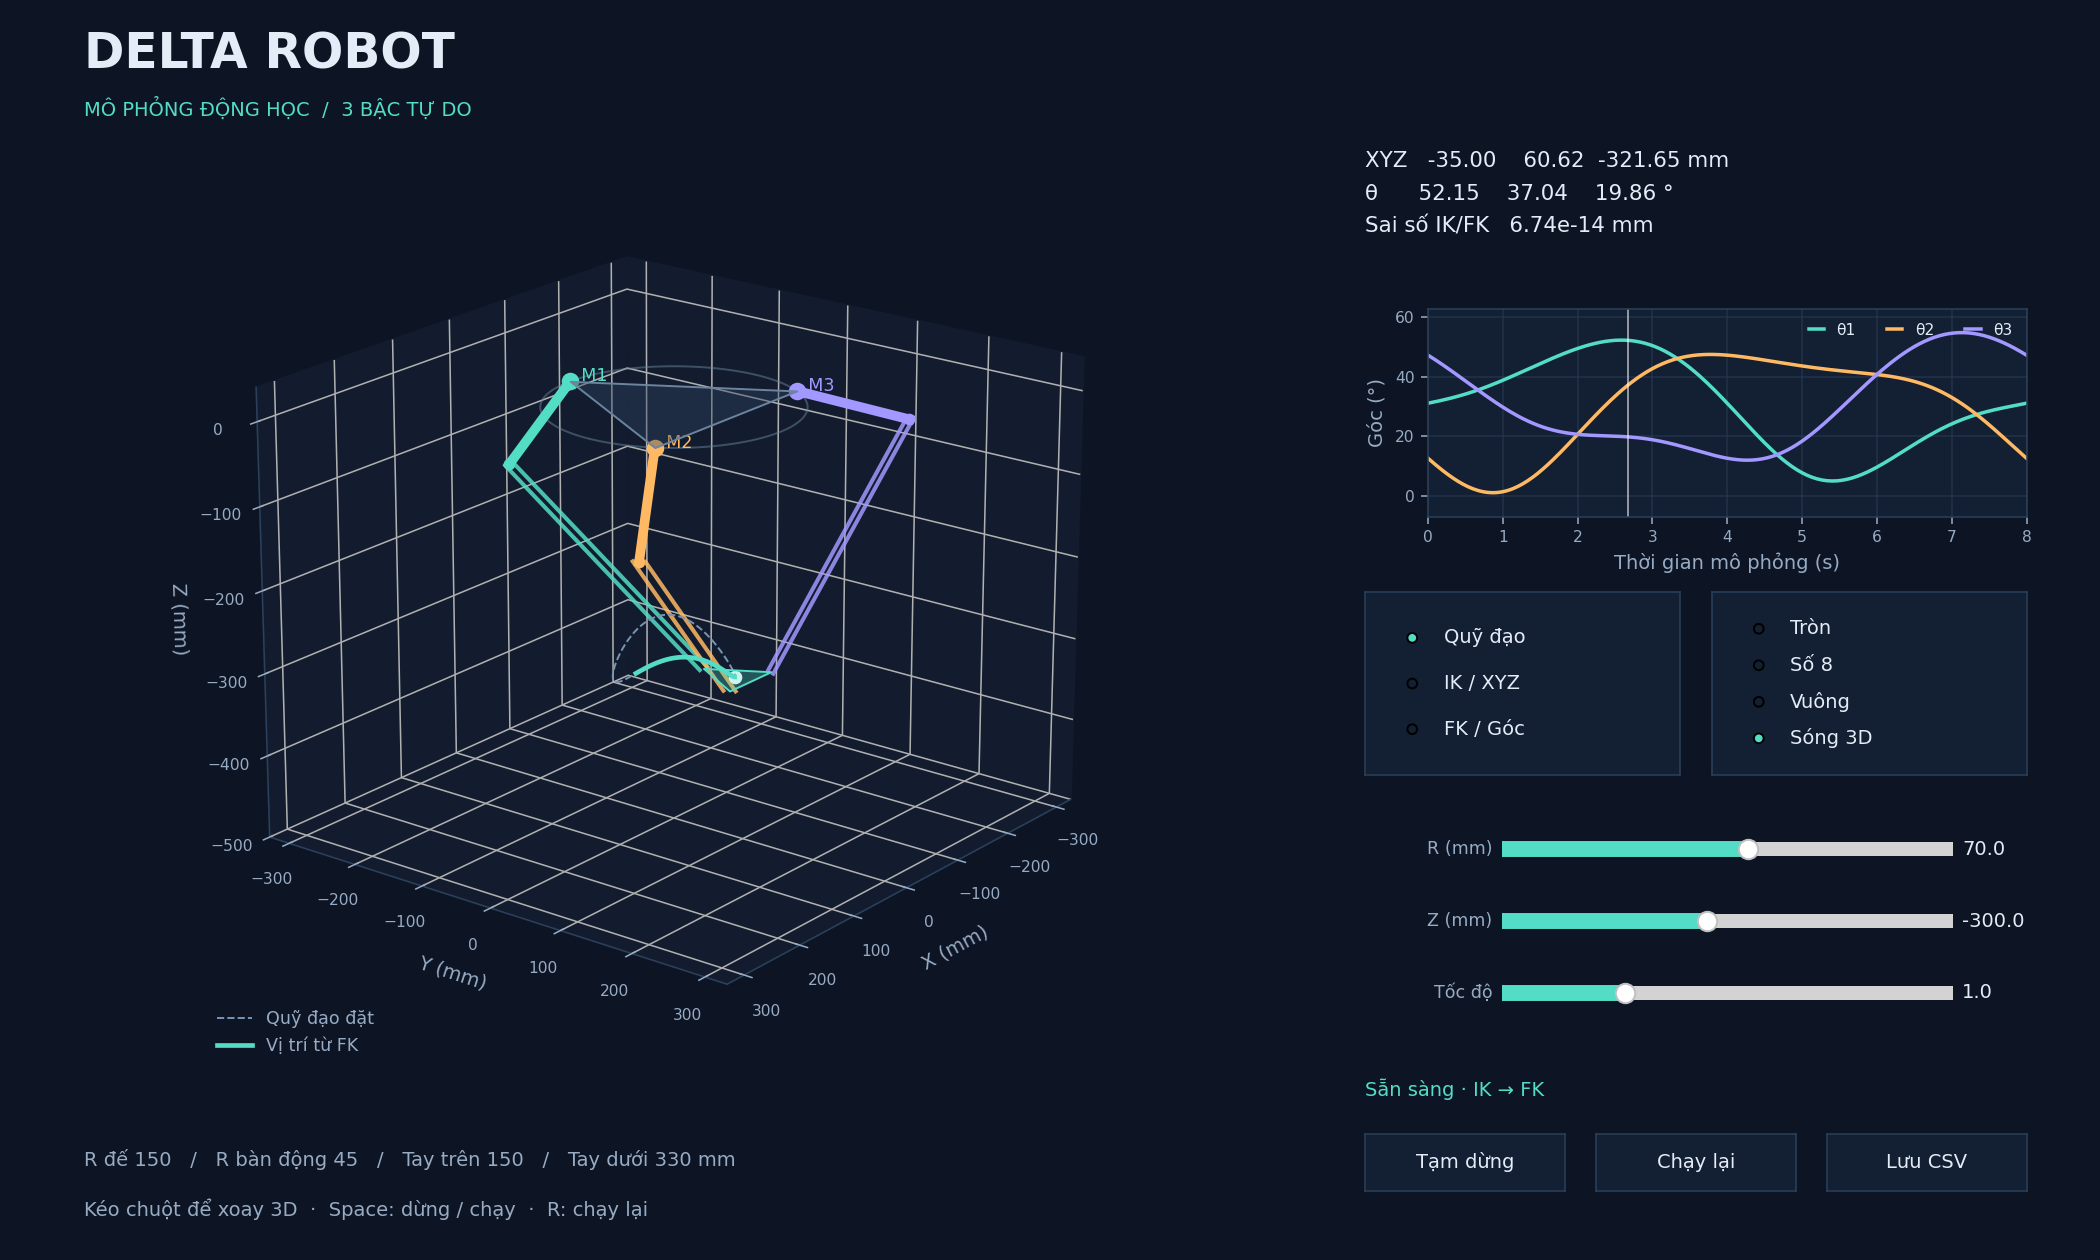 DELTA ROBOT
MÔ PHỎNG ĐỘNG HỌC / 3 BẬC TỰ DO
XYZ -35.00 60.62 -321.65 mm
θ 52.15 37.04 19.86 °
Sai số IK/FK 6.74e-14 mm
M1
M3
M2
0
−100
−200
−300
−400
−500
Z (mm)
−300
−200
−100
0
100
200
300
Y (mm)
−300
−200
−100
0
100
200
300
X (mm)
Quỹ đạo đặt
Vị trí từ FK
θ1 θ2 θ3
60
40
20
0
Góc (°)
0 1 2 3 4 5 6 7 8
Thời gian mô phỏng (s)
Quỹ đạo
IK / XYZ
FK / Góc
Tròn
Số 8
Vuông
Sóng 3D
R (mm) 70.0
Z (mm) -300.0
Tốc độ 1.0
Sẵn sàng · IK → FK
Tạm dừng
Chạy lại
Lưu CSV
R đế 150 / R bàn động 45 / Tay trên 150 / Tay dưới 330 mm
Kéo chuột để xoay 3D · Space: dừng / chạy · R: chạy lại